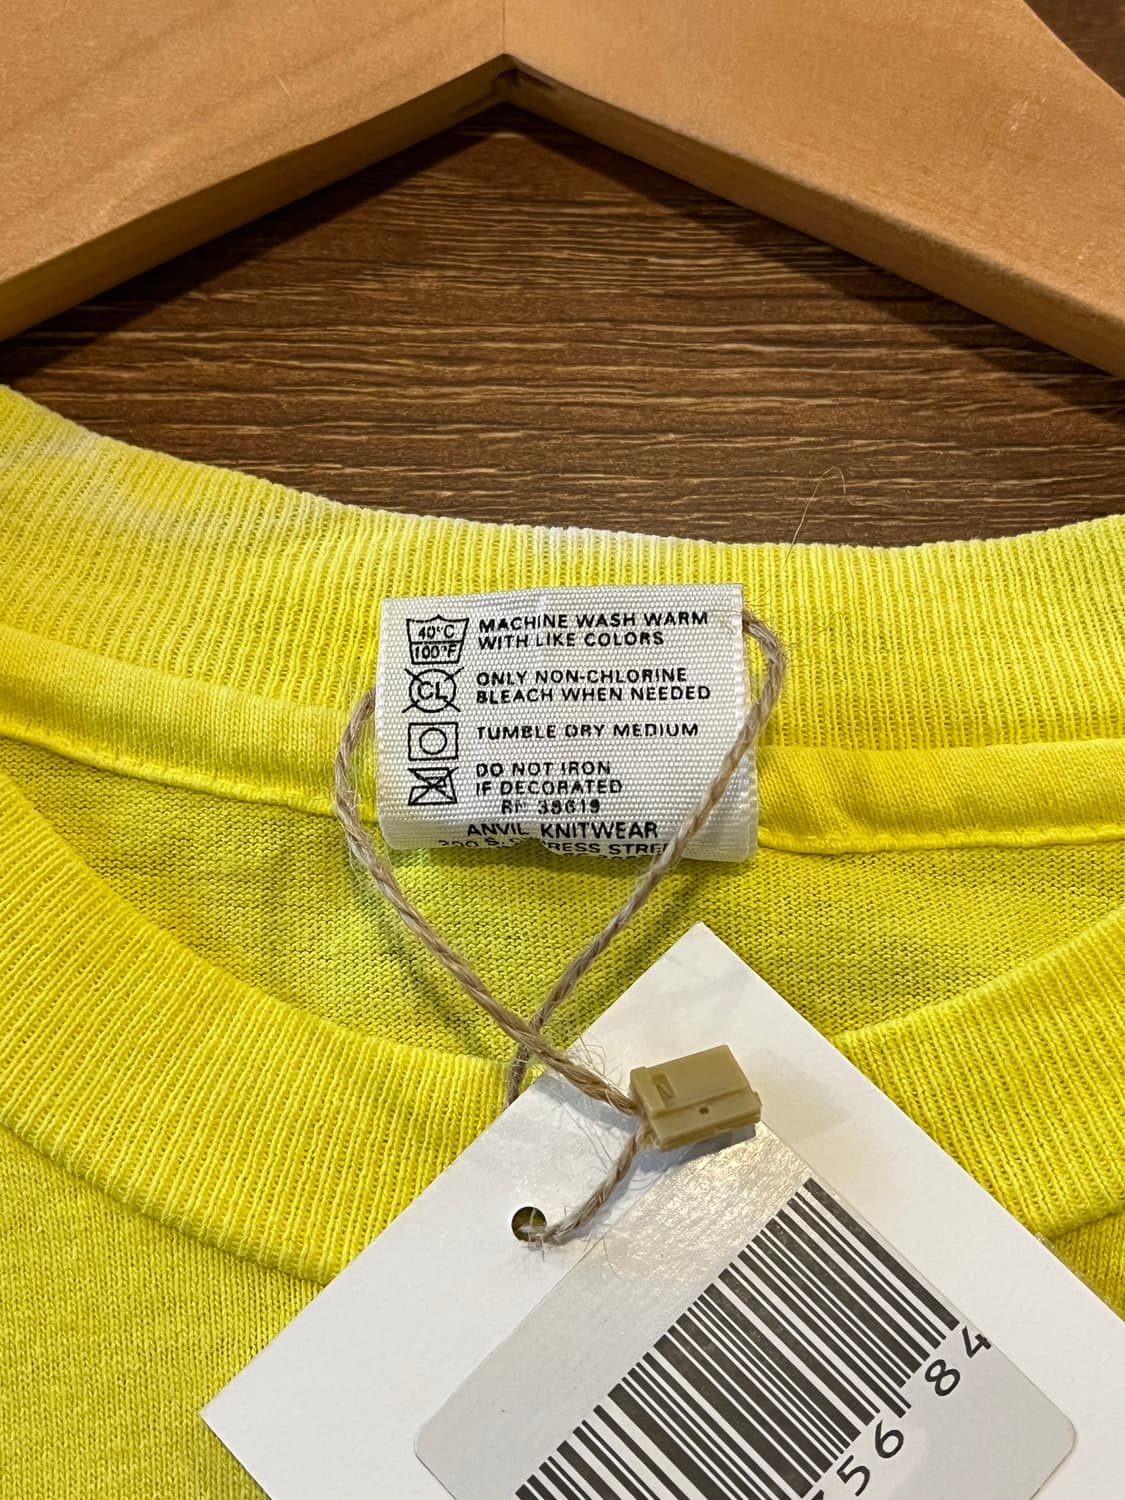 40°C
100°F
MACHINE WASH WARM
WITH LIKE COLORS
CL
ONLY NON-CHLORINE
BLEACH WHEN NEEDED
TUMBLE DRY MEDIUM
DO NOT IRON
IF DECORATED
RN 38619
ANVIL KNITWEAR
56 84